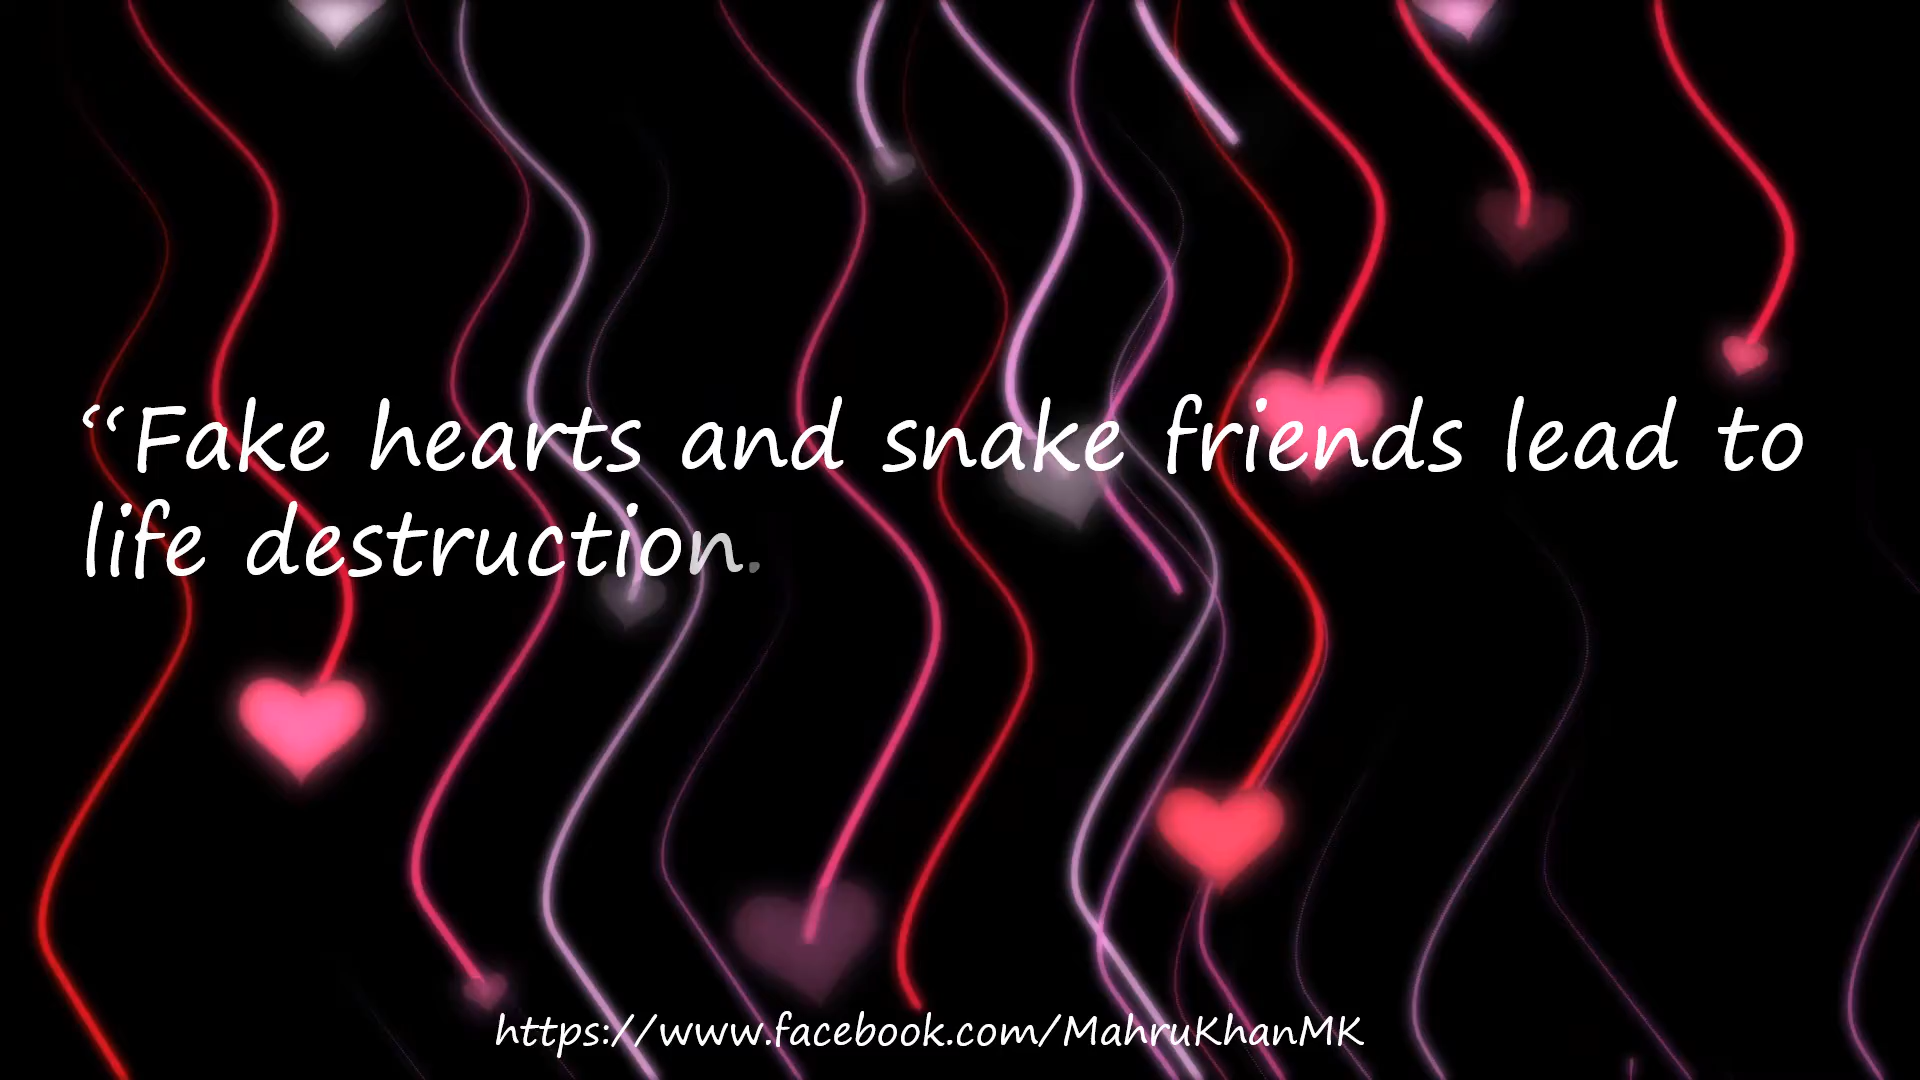 “Fake hearts and snake friends lead to
life destruction.
https://www.facebook.com/MahruKhanMK